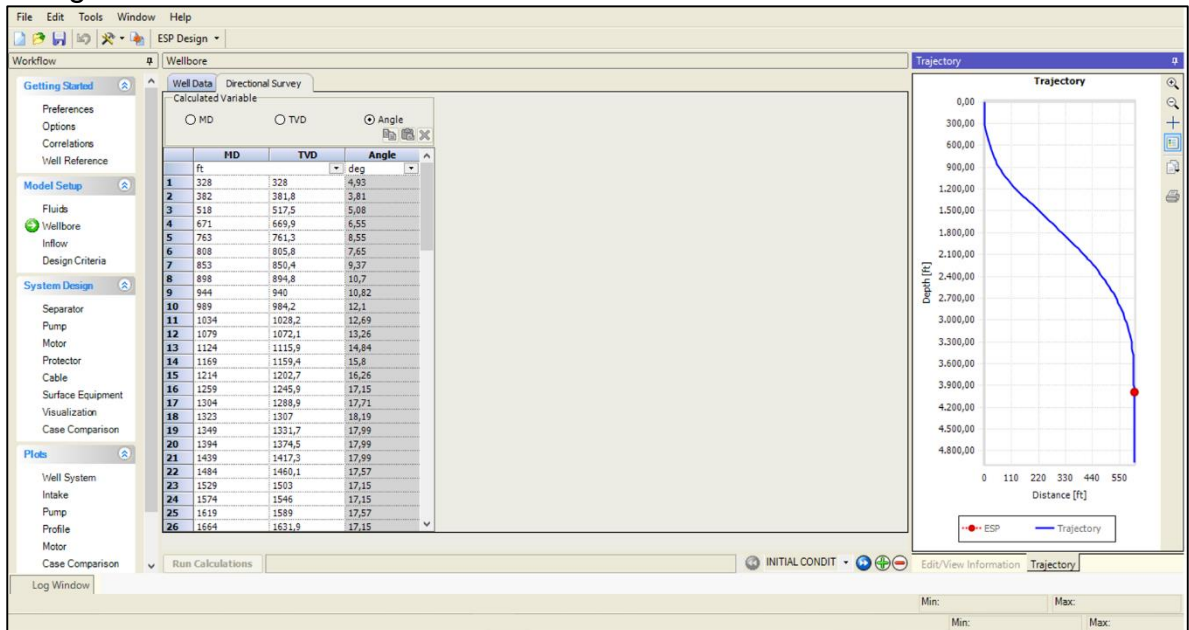 File Edit Tools Window Help
ESP Design
Workflow
Getting Started
Preferences
Options
Correlations
Well Reference
Model Setup
Fluids
Wellbore
Inflow
Design Criteria
System Design
Separator
Pump
Motor
Protector
Cable
Surface Equipment
Visualization
Case Comparison
Plots
Well System
Intake
Pump
Profile
Motor
Case Comparison
Wellbore
Well Data Directional Survey
Calculated Variable
MD TVD Angle
MD TVD Angle
ft deg
1 328 328 4,93
2 382 381,8 3,81
3 518 517,5 5,08
4 671 669,9 6,55
5 763 761,3 8,55
6 808 805,8 7,65
7 853 850,4 9,37
8 898 894,8 10,7
9 944 940 10,82
10 989 984,2 12,1
11 1034 1028,2 12,69
12 1079 1072,1 13,26
13 1124 1115,9 14,84
14 1169 1159,4 15,8
15 1214 1202,7 16,26
16 1259 1245,9 17,15
17 1304 1288,9 17,71
18 1323 1307 18,19
19 1349 1331,7 17,99
20 1394 1374,5 17,99
21 1439 1417,3 17,99
22 1484 1460,1 17,57
23 1529 1503 17,15
24 1574 1546 17,15
25 1619 1589 17,57
26 1664 1631,9 17,15
Run Calculations
INITIAL CONDIT
Trajectory
Trajectory
0,00
300,00
600,00
900,00
1.200,00
1.500,00
1.800,00
2.100,00
2.400,00
2.700,00
3.000,00
3.300,00
3.600,00
3.900,00
4.200,00
4.500,00
4.800,00
Depth [ft]
0 110 220 330 440 550
Distance [ft]
ESP Trajectory
Edit/View Information Trajectory
Log Window
Min: Max:
Min: Max: